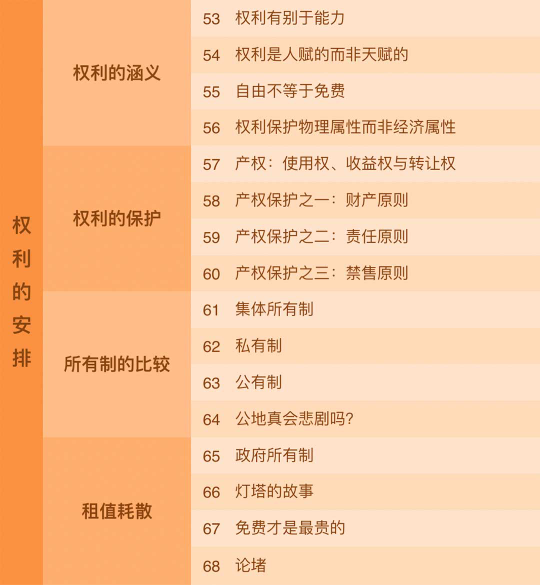 权利的安排
权利的涵义
53 权利有别于能力
54 权利是人赋的而非天赋的
55 自由不等于免费
56 权利保护物理属性而非经济属性
权利的保护
57 产权：使用权、收益权与转让权
58 产权保护之一：财产原则
59 产权保护之二：责任原则
60 产权保护之三：禁售原则
所有制的比较
61 集体所有制
62 私有制
63 公有制
64 公地真会悲剧吗?
租值耗散
65 政府所有制
66 灯塔的故事
67 免费才是最贵的
68 论堵